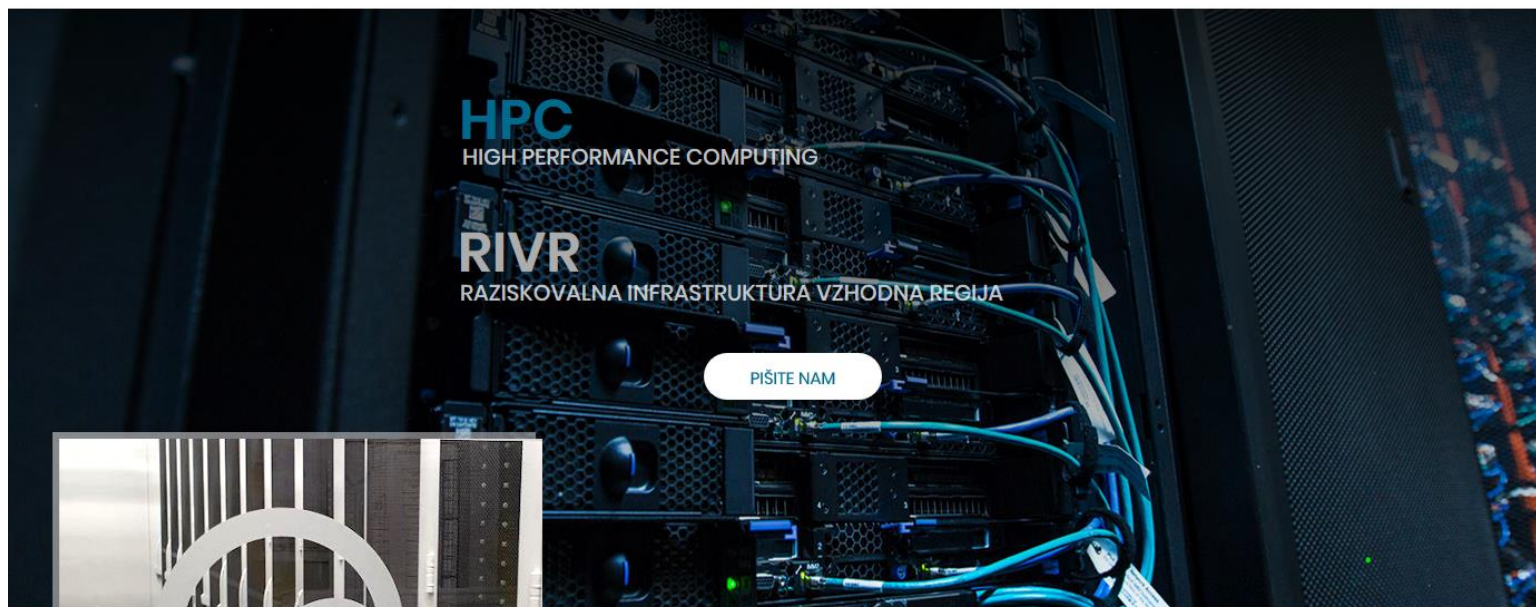 HPC
HIGH PERFORMANCE COMPUTING
RIVR
RAZISKOVALNA INFRASTRUKTURA VZHODNA REGIJA
PIŠITE NAM